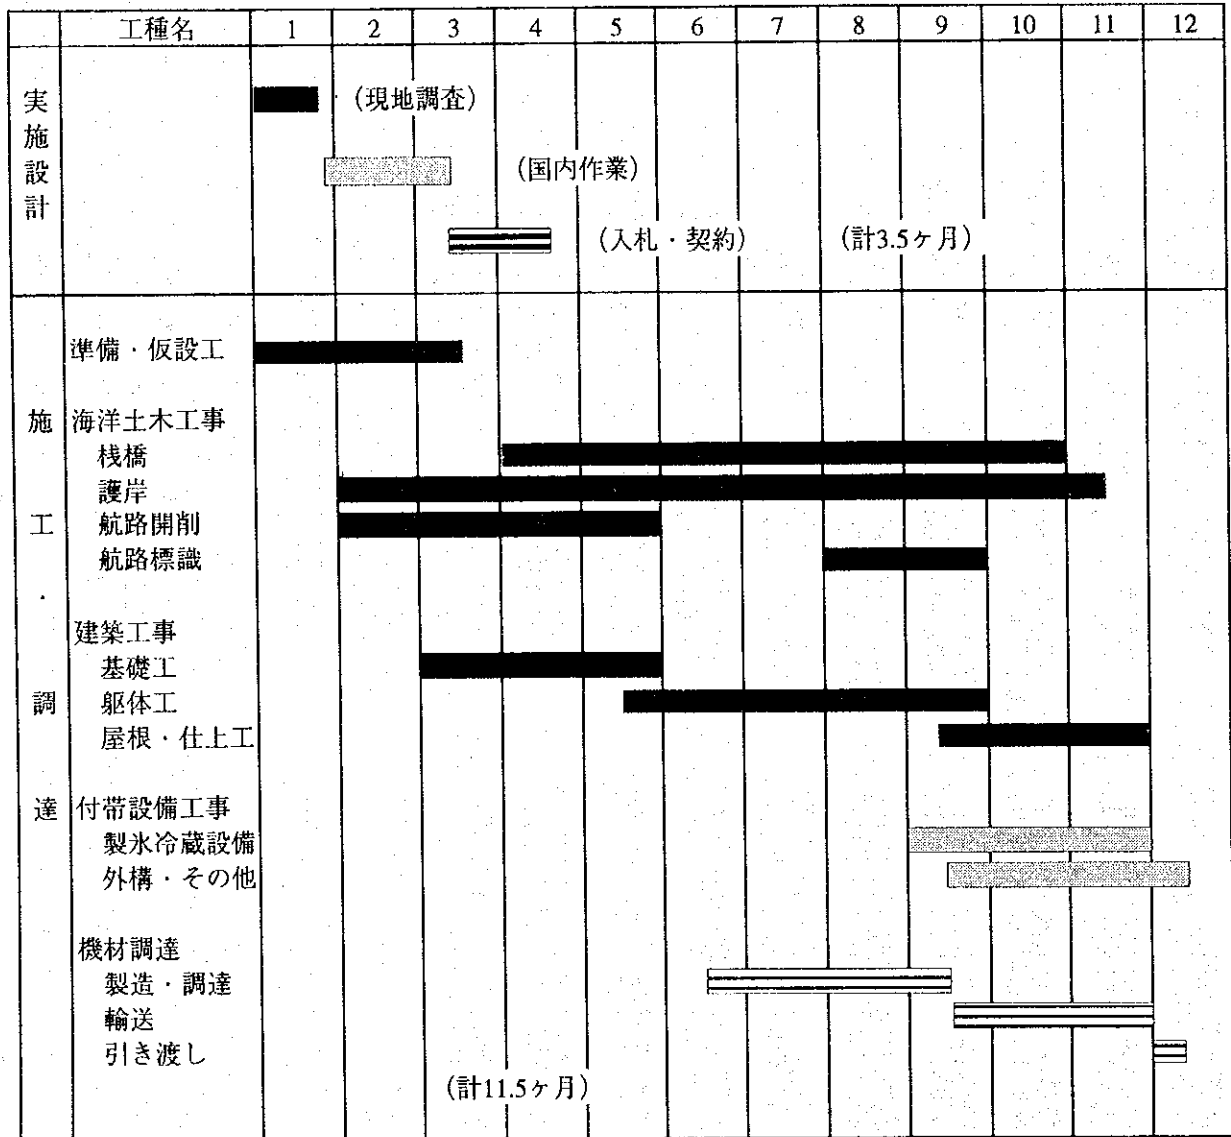 工種名 1 2 3 4 5 6 7 8 9 10 11 12
実施設計
(現地調査)
(国内作業)
(入札・契約) (計3.5ヶ月)
施工・調達
準備・仮設工
海洋土木工事
桟橋
護岸
航路開削
航路標識
建築工事
基礎工
躯体工
屋根・仕上工
付帯設備工事
製氷冷蔵設備
外構・その他
機材調達
製造・調達
輸送
引き渡し
(計11.5ヶ月)